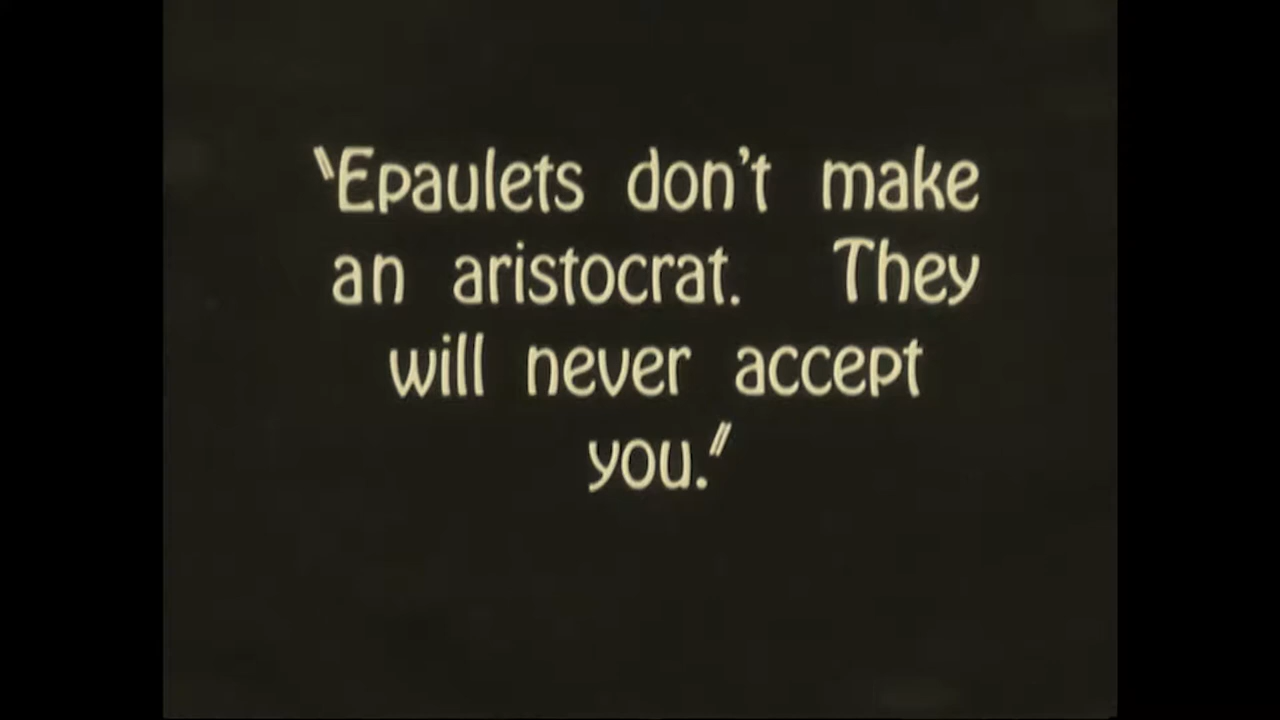 "Epaulets don't make
an aristocrat. They
will never accept
you."